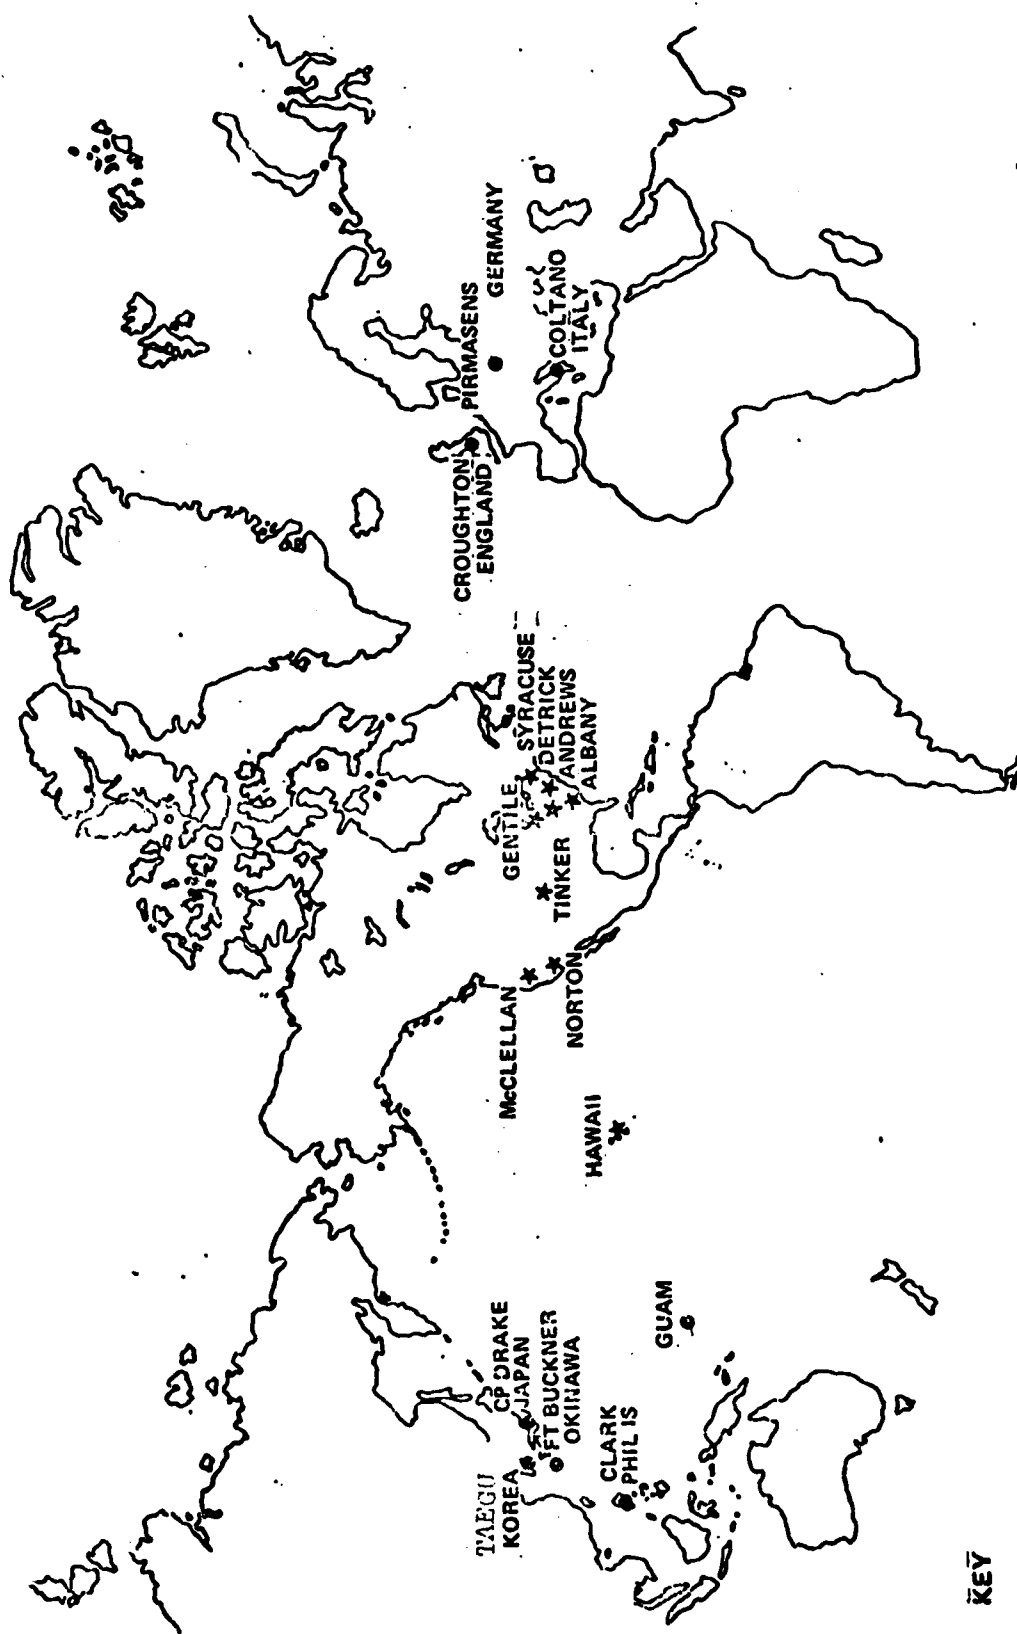 TAEGU
KOREA
CP DRAKE
JAPAN
FT BUCKNER
OKINAWA
CLARK
PHIL IS
GUAM
HAWAII
McCLELLAN
NORTON
TINKER
GENTILE
SYRACUSE
DETRICK
ANDREWS
ALBANY
CROUGHTON
ENGLAND
PIRMASENS
GERMANY
COLTANO
ITALY
KEY